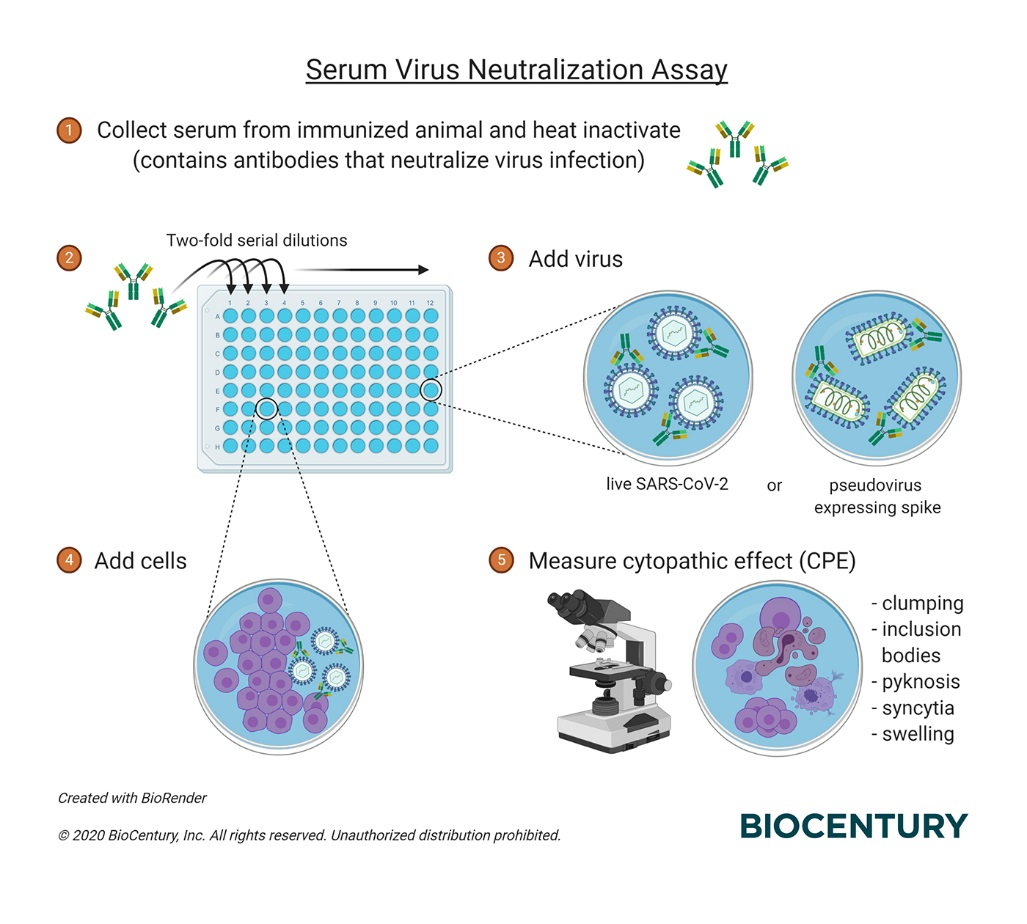 Serum Virus Neutralization Assay
1 Collect serum from immunized animal and heat inactivate
(contains antibodies that neutralize virus infection)
2
Two-fold serial dilutions
1 2 3 4 5 6 7 8 9 10 11 12
A
B
C
D
E
F
G
H
3 Add virus
live SARS-CoV-2 or pseudovirus
expressing spike
4 Add cells
5 Measure cytopathic effect (CPE)
- clumping
- inclusion
bodies
- pyknosis
- syncytia
- swelling
Created with BioRender
© 2020 BioCentury, Inc. All rights reserved. Unauthorized distribution prohibited.
BIOCENTURY